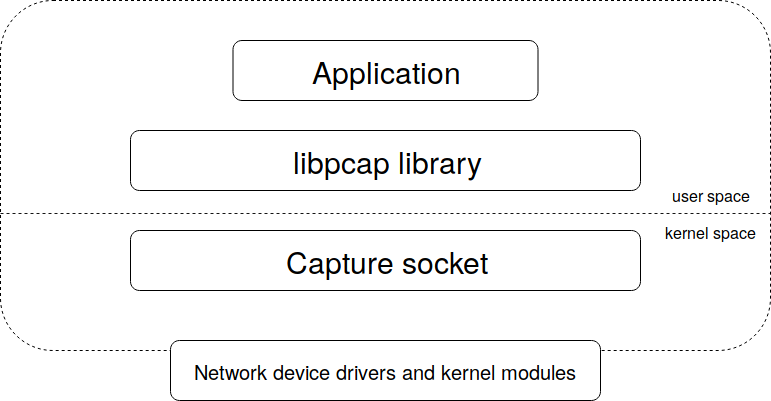 Application
libpcap library
user space
kernel space
Capture socket
Network device drivers and kernel modules